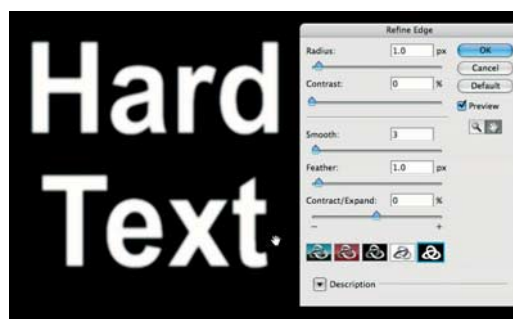 Hard
Text
Refine Edge
Radius: 1.0 px
OK
Cancel
Contrast: 0 %
Default
Preview
Smooth: 3
Feather: 1.0 px
Contract/Expand: 0 %
− +
Description